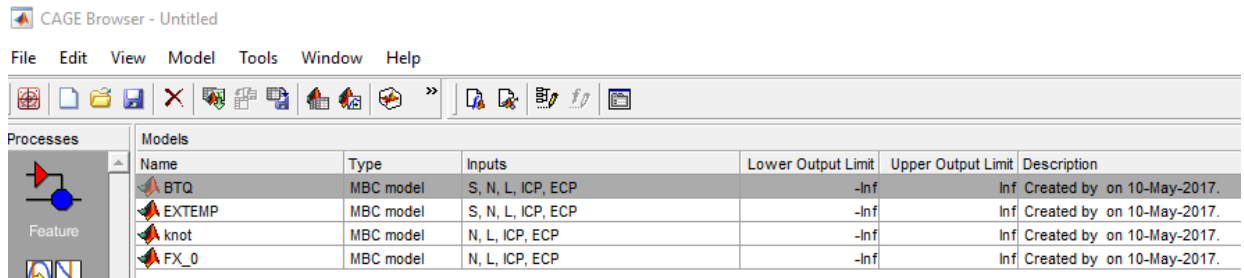 CAGE Browser - Untitled
File Edit View Model Tools Window Help
»
Processes Models
Name Type Inputs Lower Output Limit Upper Output Limit Description
BTQ MBC model S, N, L, ICP, ECP -Inf Inf Created by on 10-May-2017.
EXTEMP MBC model S, N, L, ICP, ECP -Inf Inf Created by on 10-May-2017.
Feature knot MBC model N, L, ICP, ECP -Inf Inf Created by on 10-May-2017.
FX_0 MBC model N, L, ICP, ECP -Inf Inf Created by on 10-May-2017.